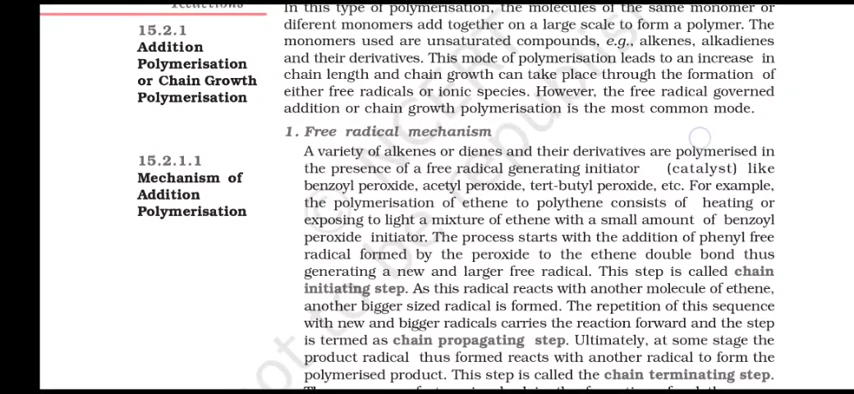 Reactions
15.2.1
Addition
Polymerisation
or Chain Growth
Polymerisation
In this type of polymerisation, the molecules of the same monomer or
diferent monomers add together on a large scale to form a polymer. The
monomers used are unsaturated compounds, e.g., alkenes, alkadienes
and their derivatives. This mode of polymerisation leads to an increase in
chain length and chain growth can take place through the formation of
either free radicals or ionic species. However, the free radical governed
addition or chain growth polymerisation is the most common mode.
15.2.1.1
Mechanism of
Addition
Polymerisation
1. Free radical mechanism
A variety of alkenes or dienes and their derivatives are polymerised in
the presence of a free radical generating initiator (catalyst) like
benzoyl peroxide, acetyl peroxide, tert-butyl peroxide, etc. For example,
the polymerisation of ethene to polythene consists of heating or
exposing to light a mixture of ethene with a small amount of benzoyl
peroxide initiator. The process starts with the addition of phenyl free
radical formed by the peroxide to the ethene double bond thus
generating a new and larger free radical. This step is called chain
initiating step. As this radical reacts with another molecule of ethene,
another bigger sized radical is formed. The repetition of this sequence
with new and bigger radicals carries the reaction forward and the step
is termed as chain propagating step. Ultimately, at some stage the
product radical thus formed reacts with another radical to form the
polymerised product. This step is called the chain terminating step.
© NCERT
not to be republished